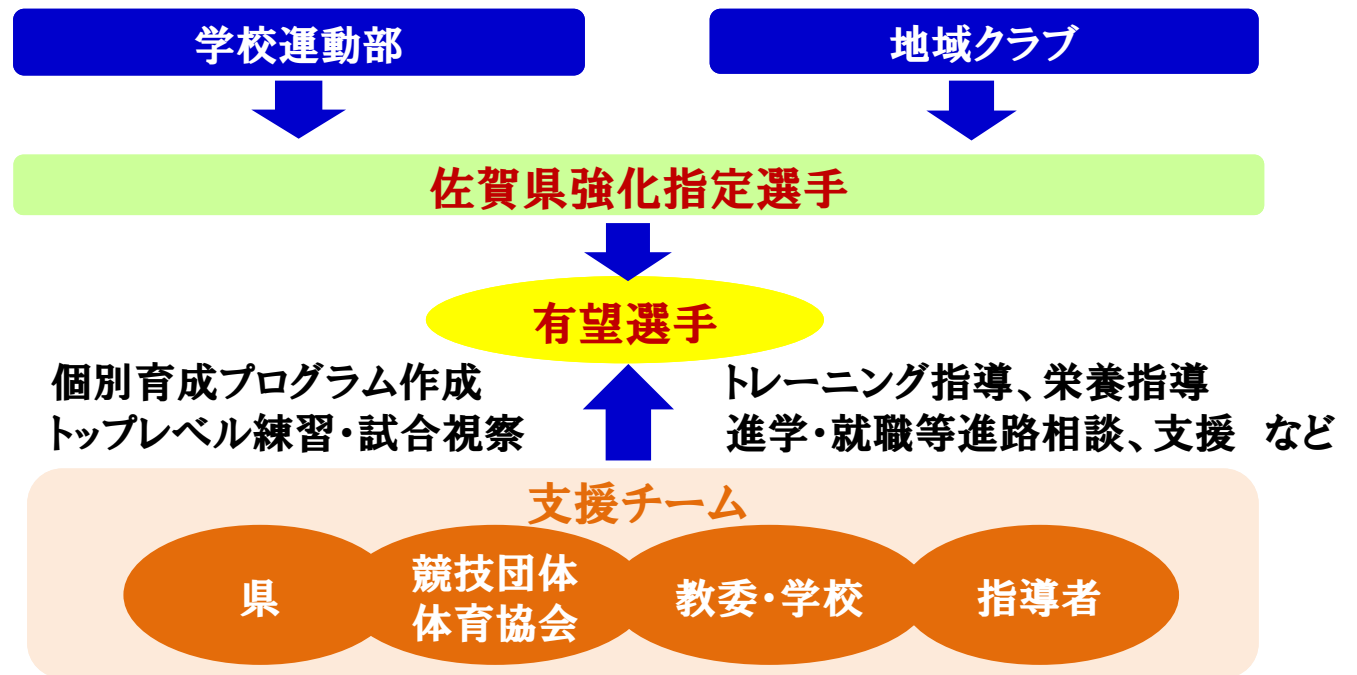 学校運動部
地域クラブ
佐賀県強化指定選手
有望選手
個別育成プログラム作成
トップレベル練習・試合視察
トレーニング指導、栄養指導
進学・就職等進路相談、支援　など
支援チーム
県
競技団体
体育協会
教委・学校
指導者